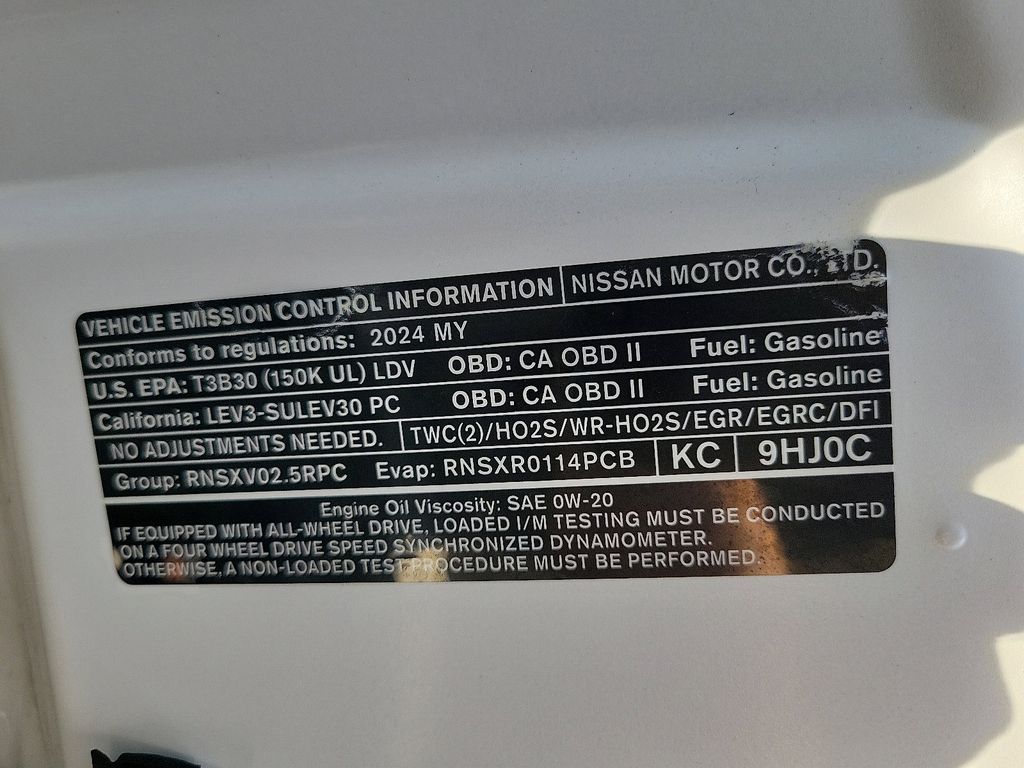 VEHICLE EMISSION CONTROL INFORMATION NISSAN MOTOR CO., LTD.
Conforms to regulations: 2024 MY
U.S. EPA: T3B30 (150K UL) LDV OBD: CA OBD II Fuel: Gasoline
California: LEV3-SULEV30 PC OBD: CA OBD II Fuel: Gasoline
NO ADJUSTMENTS NEEDED. TWC(2)/HO2S/WR-HO2S/EGR/EGRC/DFI
Group: RNSXV02.5RPC Evap: RNSXR0114PCB KC 9HJ0C
Engine Oil Viscosity: SAE 0W-20
IF EQUIPPED WITH ALL-WHEEL DRIVE, LOADED I/M TESTING MUST BE CONDUCTED
ON A FOUR WHEEL DRIVE SPEED SYNCHRONIZED DYNAMOMETER.
OTHERWISE, A NON-LOADED TEST PROCEDURE MUST BE PERFORMED.